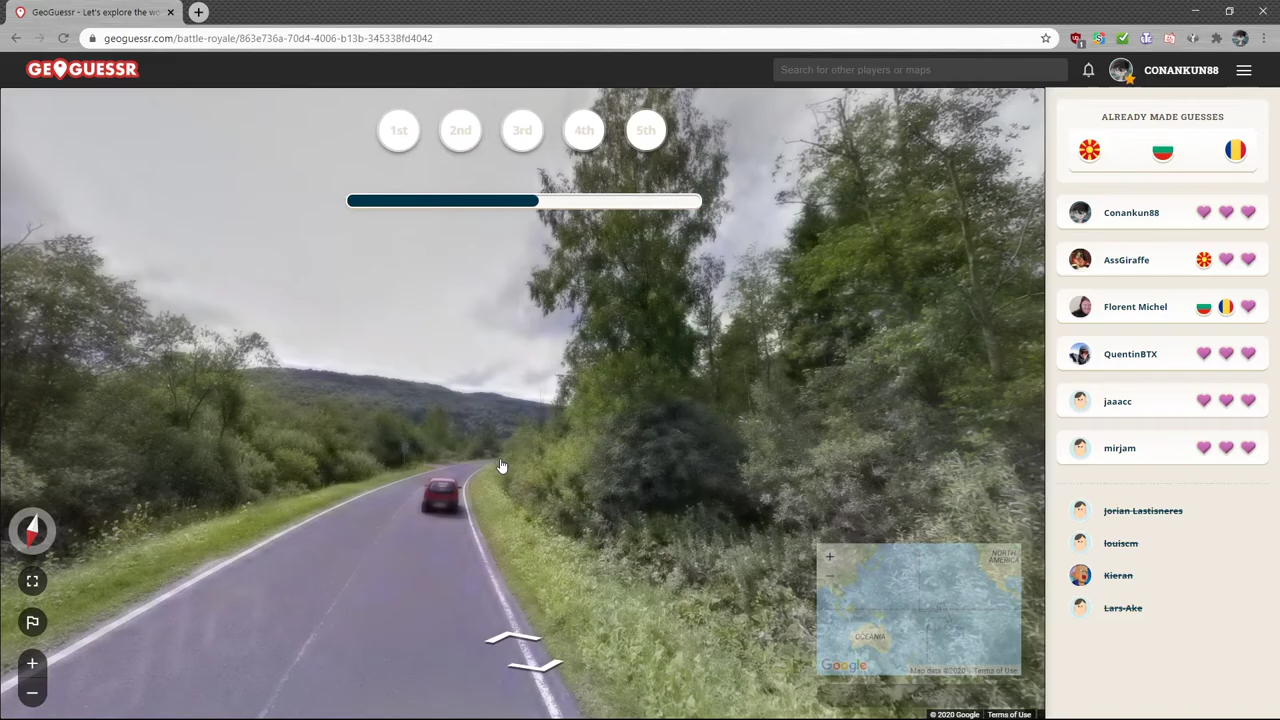 GeoGuessr - Let's explore the wo
geoguessr.com/battle-royale/863e736a-70d4-4006-b13b-345338fd4042
1
GEOGUESSR
Search for other players or maps
CONANKUN88
1st 2nd 3rd 4th 5th
ALREADY MADE GUESSES
Conankun88
AssGiraffe
Florent Michel
QuentinBTX
jaaacc
mirjam
Jorian Lastisneres
louiscm
Kieran
Lars-Ake
NORTH
AMERICA
OCEANIA
Google
Map data ©2020 Terms of Use
© 2020 Google Terms of Use